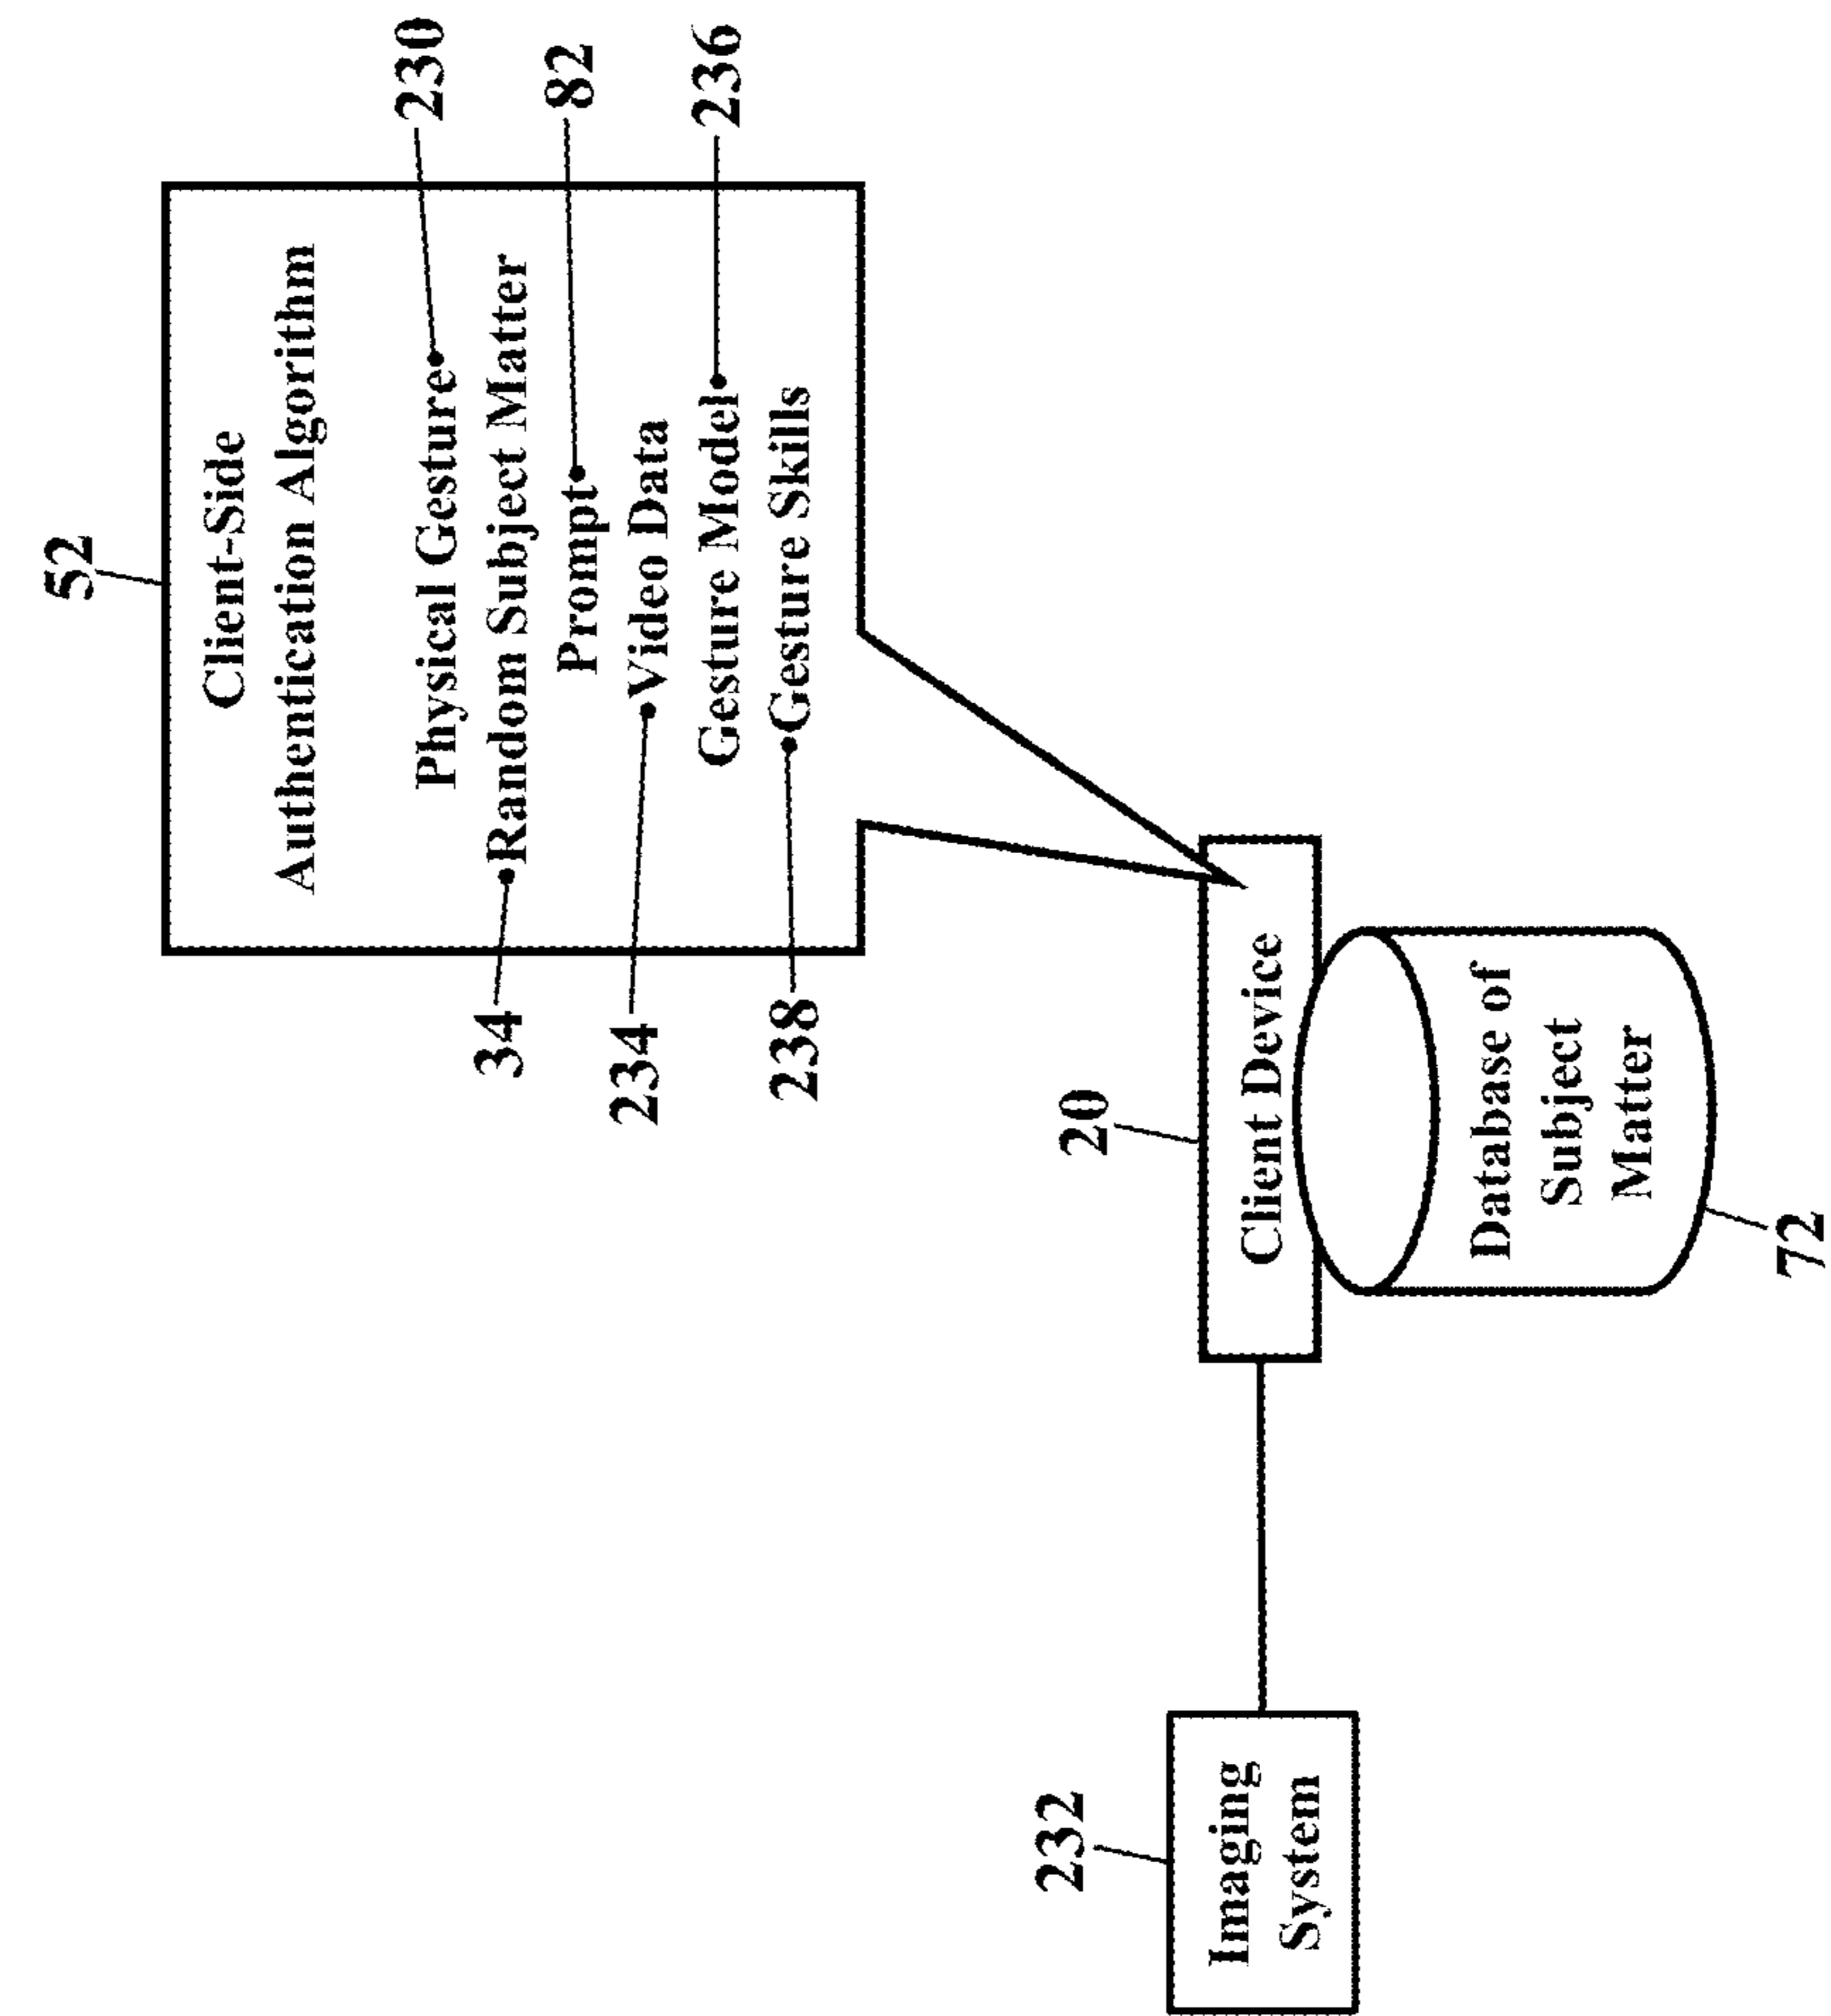 52
Client-Side
Authentication Algorithm
Physical Gesture
230
34
Random Subject Matter
Prompt
82
234
Video Data
Gesture Model
236
238
Gesture Skills
20
Client Device
232
Imaging
System
Database of
Subject
Matter
72